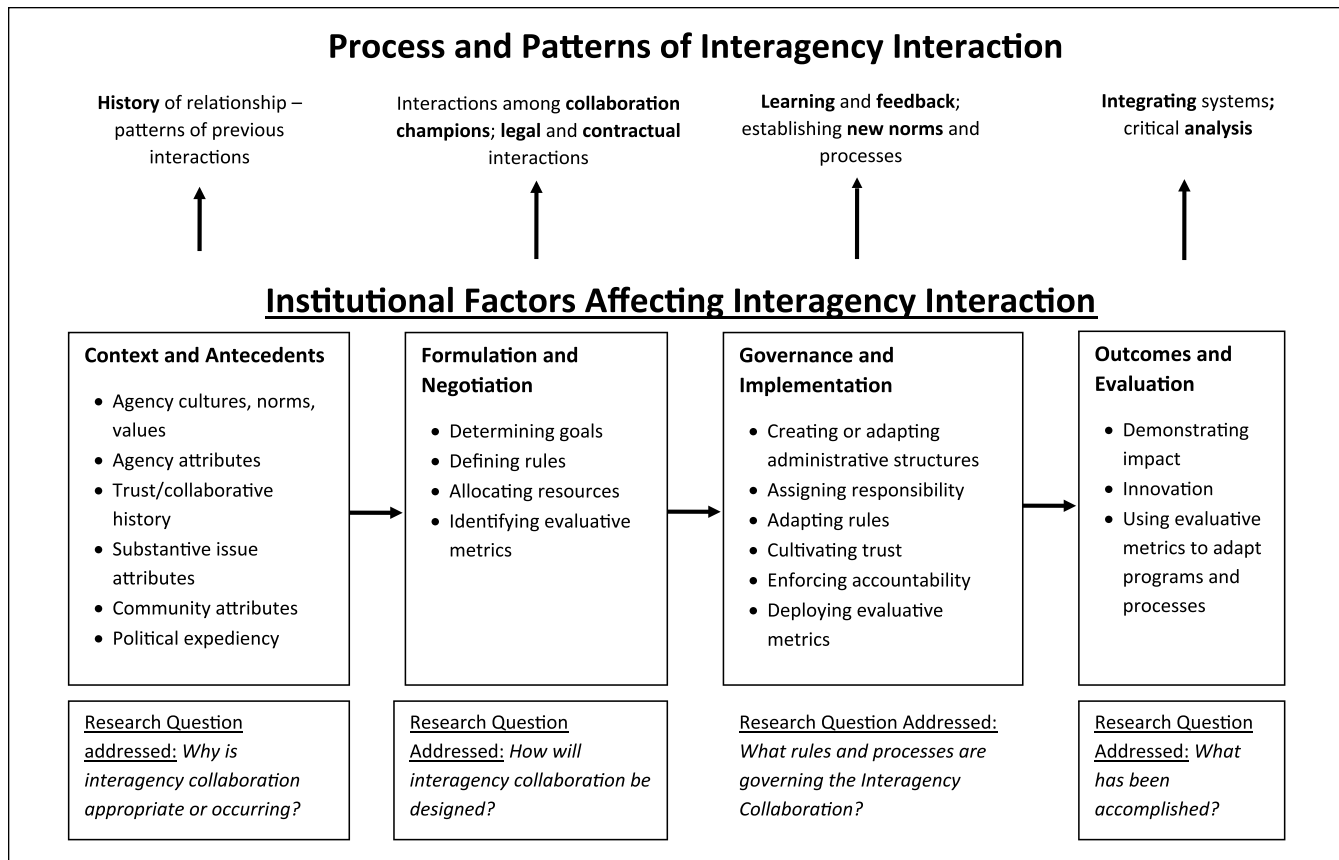 Process and Patterns of Interagency Interaction
History of relationship –
patterns of previous
interactions
Interactions among collaboration
champions; legal and contractual
interactions
Learning and feedback;
establishing new norms and
processes
Integrating systems;
critical analysis
Institutional Factors Affecting Interagency Interaction
Context and Antecedents
• Agency cultures, norms,
values
• Agency attributes
• Trust/collaborative
history
• Substantive issue
attributes
• Community attributes
• Political expediency
Formulation and
Negotiation
• Determining goals
• Defining rules
• Allocating resources
• Identifying evaluative
metrics
Governance and
Implementation
• Creating or adapting
administrative structures
• Assigning responsibility
• Adapting rules
• Cultivating trust
• Enforcing accountability
• Deploying evaluative
metrics
Outcomes and
Evaluation
• Demonstrating
impact
• Innovation
• Using evaluative
metrics to adapt
programs and
processes
Research Question
addressed: Why is
interagency collaboration
appropriate or occurring?
Research Question
Addressed: How will
interagency collaboration be
designed?
Research Question Addressed:
What rules and processes are
governing the Interagency
Collaboration?
Research Question
Addressed: What
has been
accomplished?